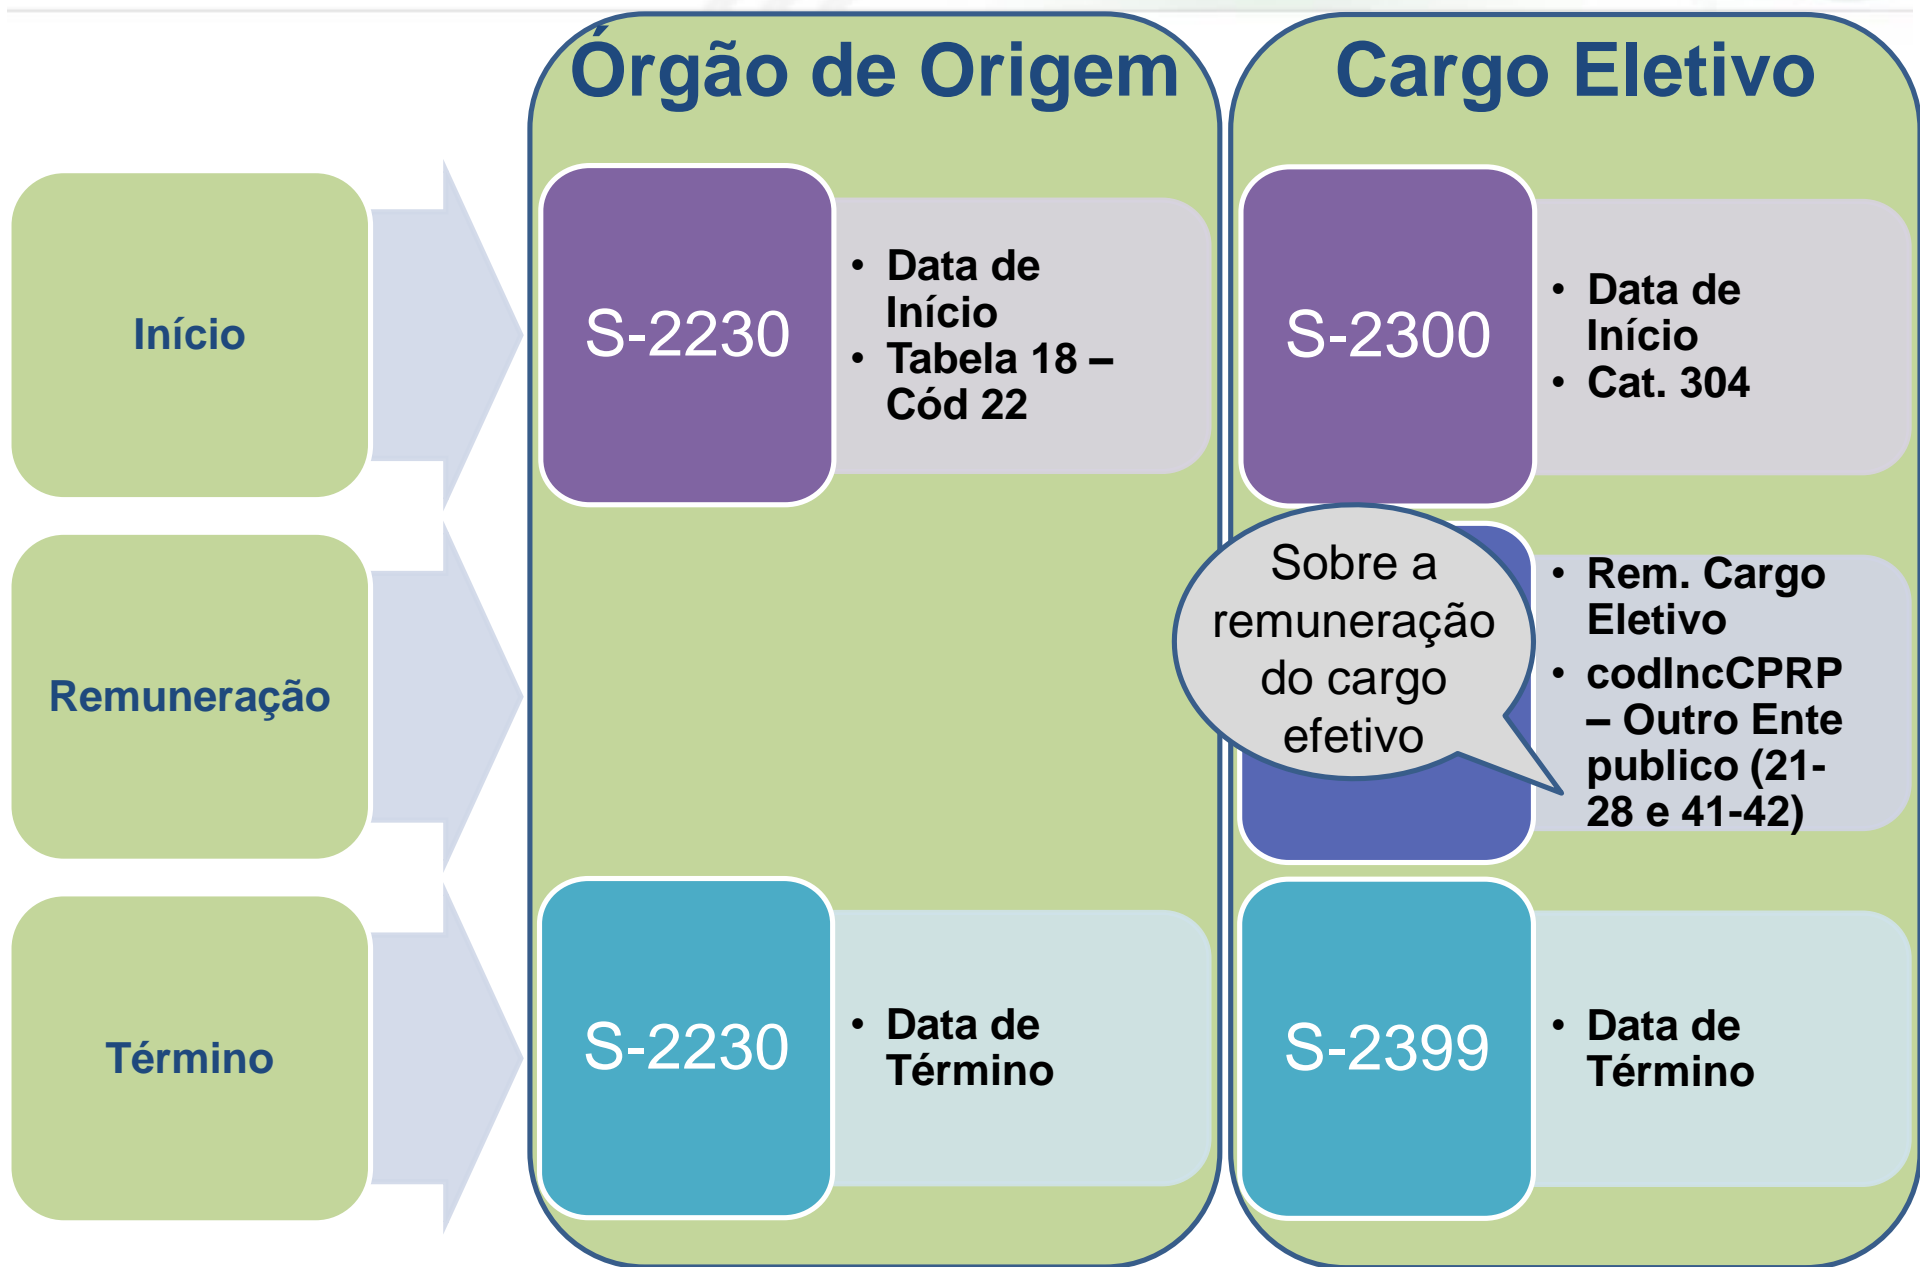 Órgão de Origem
Cargo Eletivo
Início
S-2230
• Data de
Início
• Tabela 18 –
Cód 22
S-2300
• Data de
Início
• Cat. 304
Remuneração
Sobre a
remuneração
do cargo
efetivo
• Rem. Cargo
Eletivo
• codIncCPRP
– Outro Ente
publico (21-
28 e 41-42)
Término
S-2230
• Data de
Término
S-2399
• Data de
Término